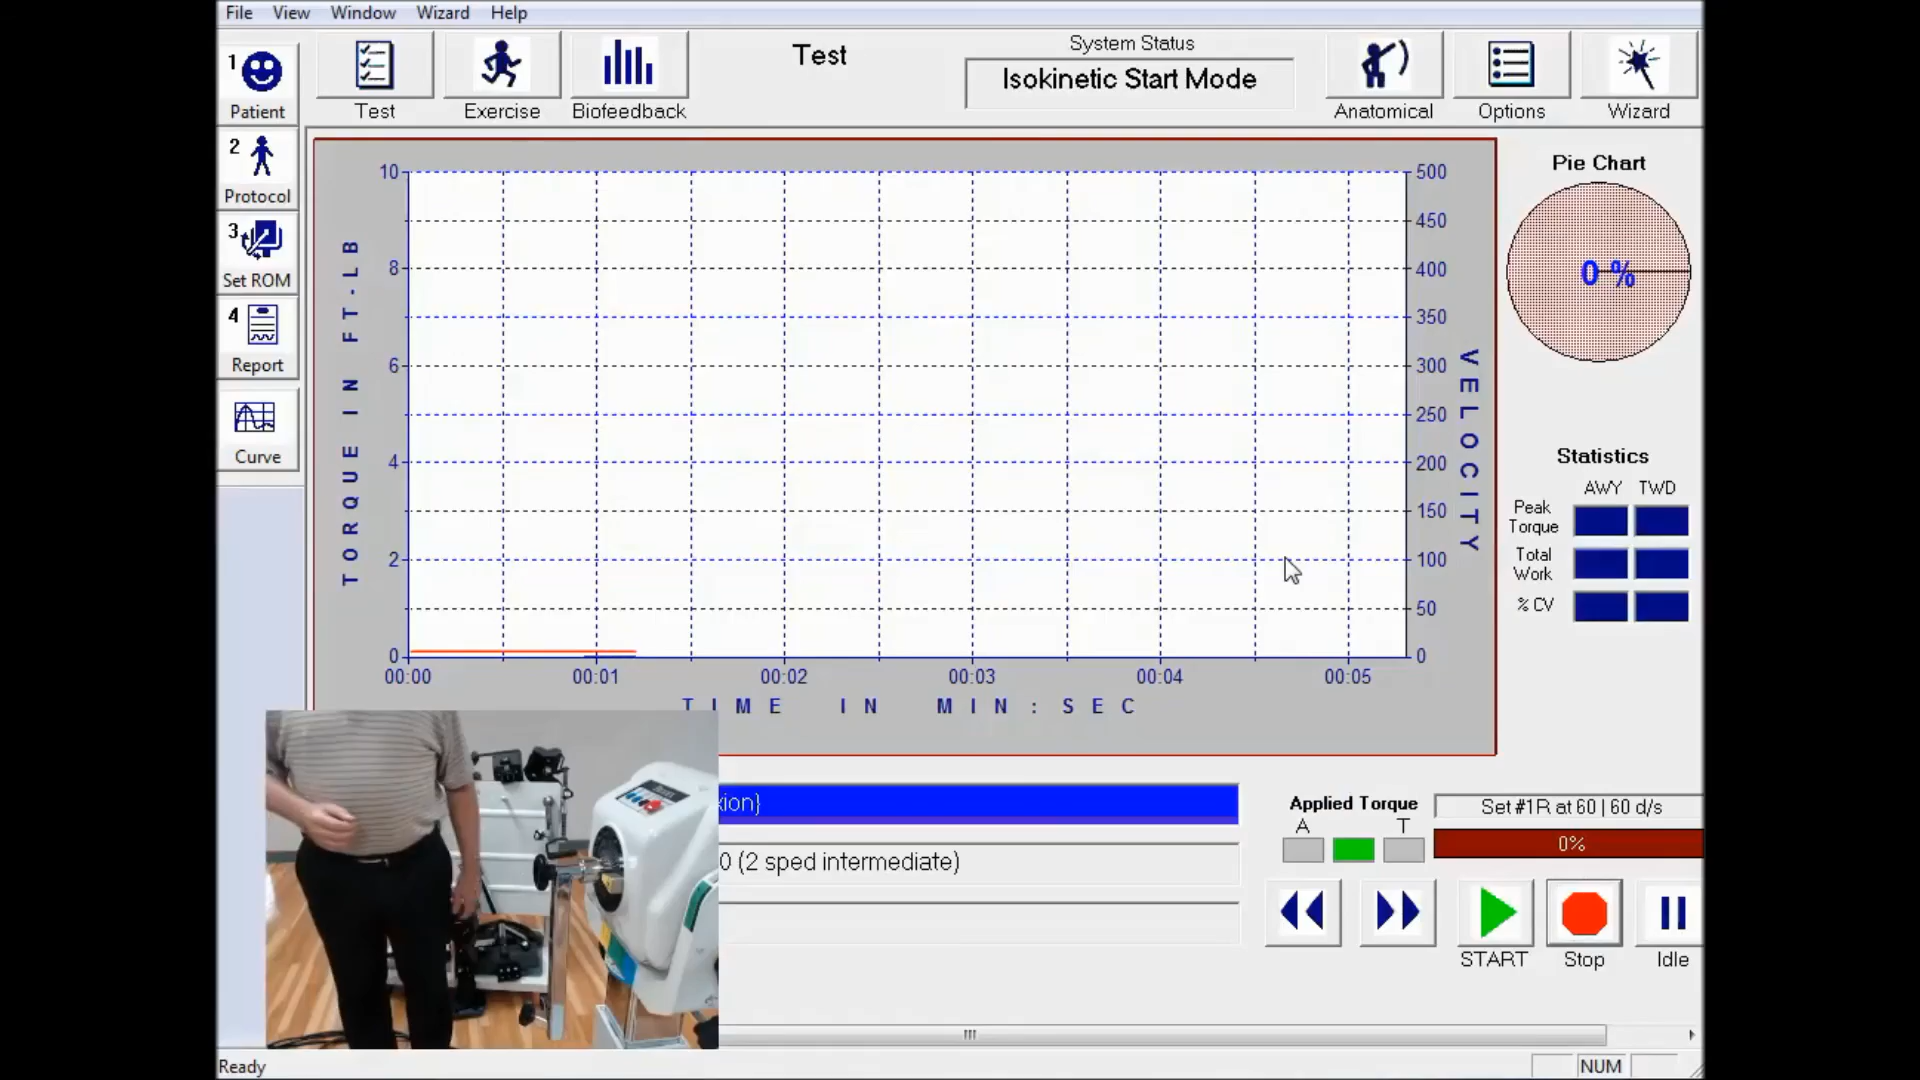 File View Window Wizard Help
1
Patient
2
Protocol
3
Set ROM
4
Report
Curve
Test
Exercise
Biofeedback
Test
System Status
Isokinetic Start Mode
Anatomical
Options
Wizard
TORQUE IN FT-LB
10
8
6
4
2
0
500
450
400
350
300
250
200
150
100
50
0
VELOCITY
00:00 00:01 00:02 00:03 00:04 00:05
TIME IN MIN:SEC
Pie Chart
0 %
Statistics
AWY TWD
Peak
Torque
Total
Work
% CV
xion}
0 (2 sped intermediate)
Applied Torque
A T
Set #1R at 60 | 60 d/s
0%
START
Stop
Idle
Ready
NUM